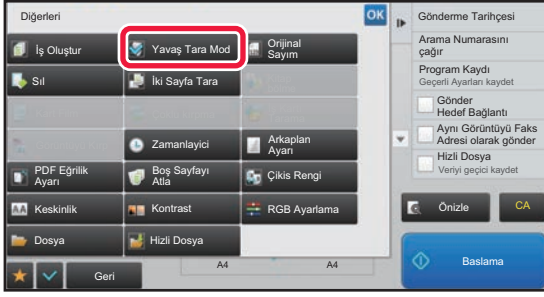 Diğerleri
OK
İş Oluştur
Yavaş Tara Mod
Orijinal
Sayım
Sıl
İki Sayfa Tara
Zamanlayici
Arkaplan
Ayarı
PDF Eğrilik
Ayarı
Boş Sayfayı
Atla
Çikis Rengi
AA Keskinlik
Kontrast
RGB Ayarlama
Dosya
Hizli Dosya
Geri
A4
A4
Gönderme Tarihçesi
Arama Numarasını
çağır
Program Kaydı
Geçerli Ayarları kaydet
Gönder
Hedef Bağlantı
Aynı Görüntüyü Faks
Adresi olarak gönder
Hizli Dosya
Veriyi geçici kaydet
Önizle
CA
Baslama